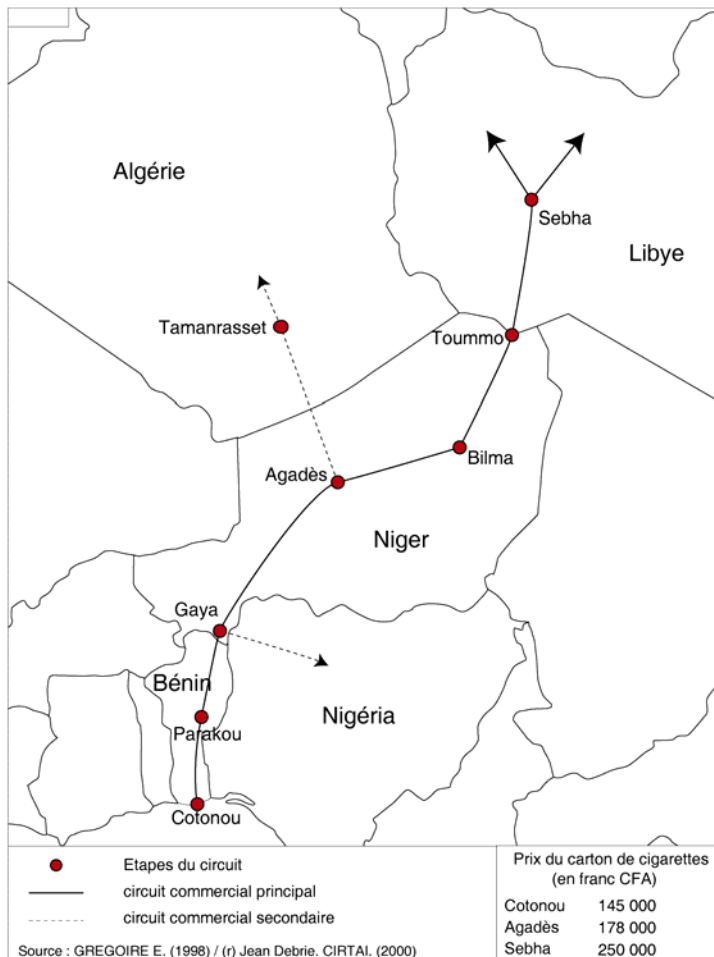 Algérie
Sebha
Libye
Tamanrasset
Toummo
Bilma
Agadès
Niger
Gaya
Bénin
Nigéria
Parakou
Cotonou
Etapes du circuit
circuit commercial principal
circuit commercial secondaire
Source : GREGOIRE E. (1998) / (r) Jean Debrie. CIRTAI. (2000)
Prix du carton de cigarettes
(en franc CFA)
Cotonou 145 000
Agadès 178 000
Sebha 250 000